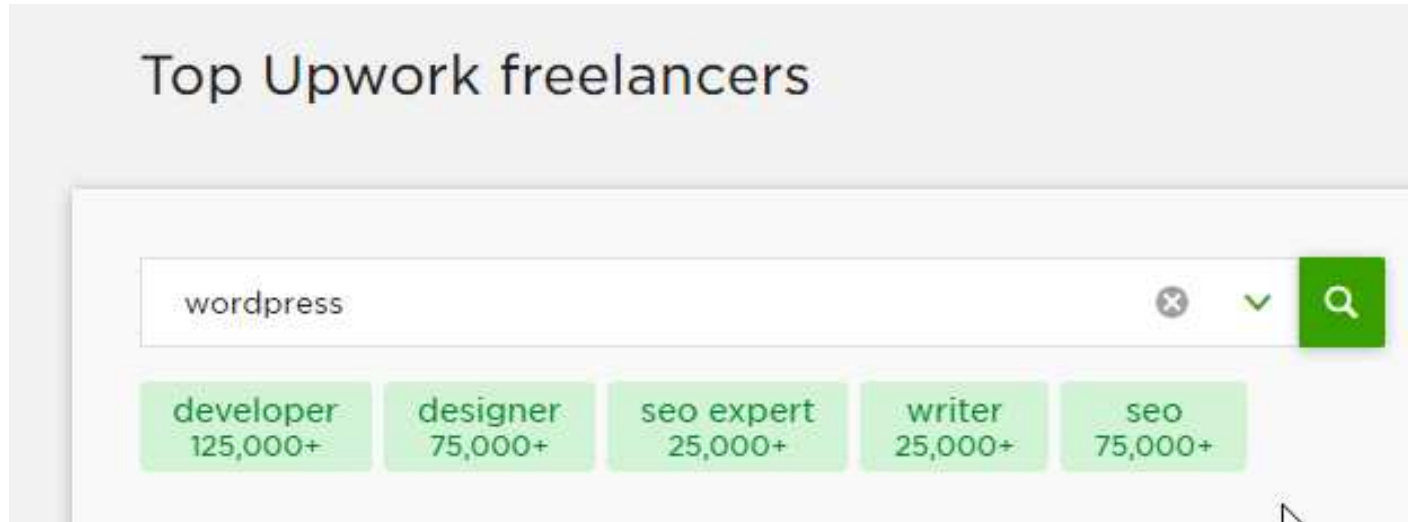 Top Upwork freelancers
wordpress
developer designer seo expert writer seo
125,000+ 75,000+ 25,000+ 25,000+ 75,000+